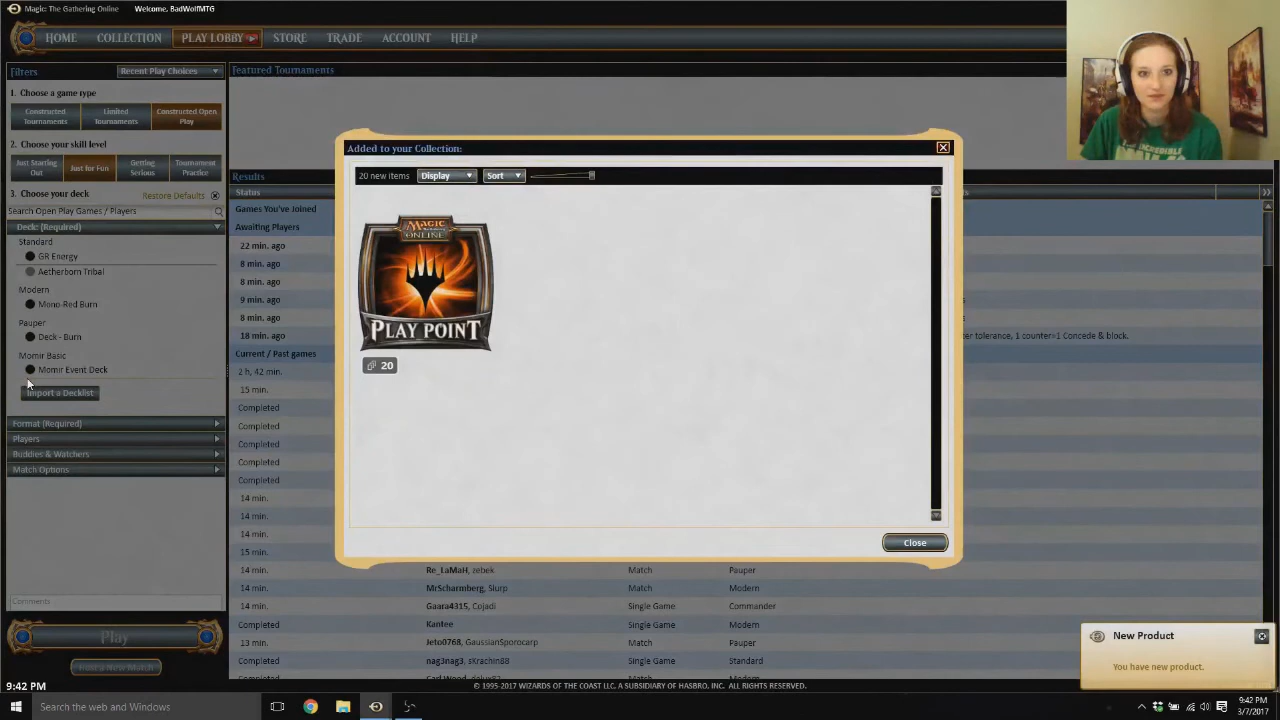 Magic: The Gathering Online Welcome, BadWolfMTG
HOME COLLECTION PLAY LOBBY STORE TRADE ACCOUNT HELP
Filters Recent Play Choices
1. Choose a game type
Constructed Tournaments
Limited Tournaments
Constructed Open Play
2. Choose your skill level
Just Starting Out
Just for Fun
Getting Serious
Tournament Practice
3. Choose your deck Restore Defaults
Search Open Play Games / Players
Deck: (Required)
Standard
GR Energy
Aetherborn Tribal
Modern
Mono-Red Burn
Pauper
Deck - Burn
Momir Basic
Momir Event Deck
Import a Decklist
Format (Required)
Players
Buddies & Watchers
Match Options
Comments
Play
9:42 PM
Featured Tournaments
Results
Status
Games You've Joined
Awaiting Players
22 min. ago
8 min. ago
8 min. ago
9 min. ago
8 min. ago
18 min. ago
Current / Past games
2 h, 42 min.
15 min.
Completed
Completed
Completed
Completed
Completed
14 min.
14 min.
14 min.
15 min.
14 min. Re_LaMaH, zebek Match Pauper
14 min. MrScharmberg, Slurp Match Modern
14 min. Gaara4315, Cojadi Single Game Commander
Completed Kantee Single Game Modern
13 min. Jeto0768, GaussianSporocarp Match Pauper
Completed nag3nag3, sKrachin88 Single Game Standard
er tolerance, 1 counter=1 Concede & block.
Added to your Collection:
20 new items Display Sort
MAGIC ONLINE
PLAY POINT
20
Close
New Product
You have new product.
© 1995-2017 WIZARDS OF THE COAST LLC, A SUBSIDIARY OF HASBRO, INC. ALL RIGHTS RESERVED.
Search the web and Windows
9:42 PM
3/7/2017